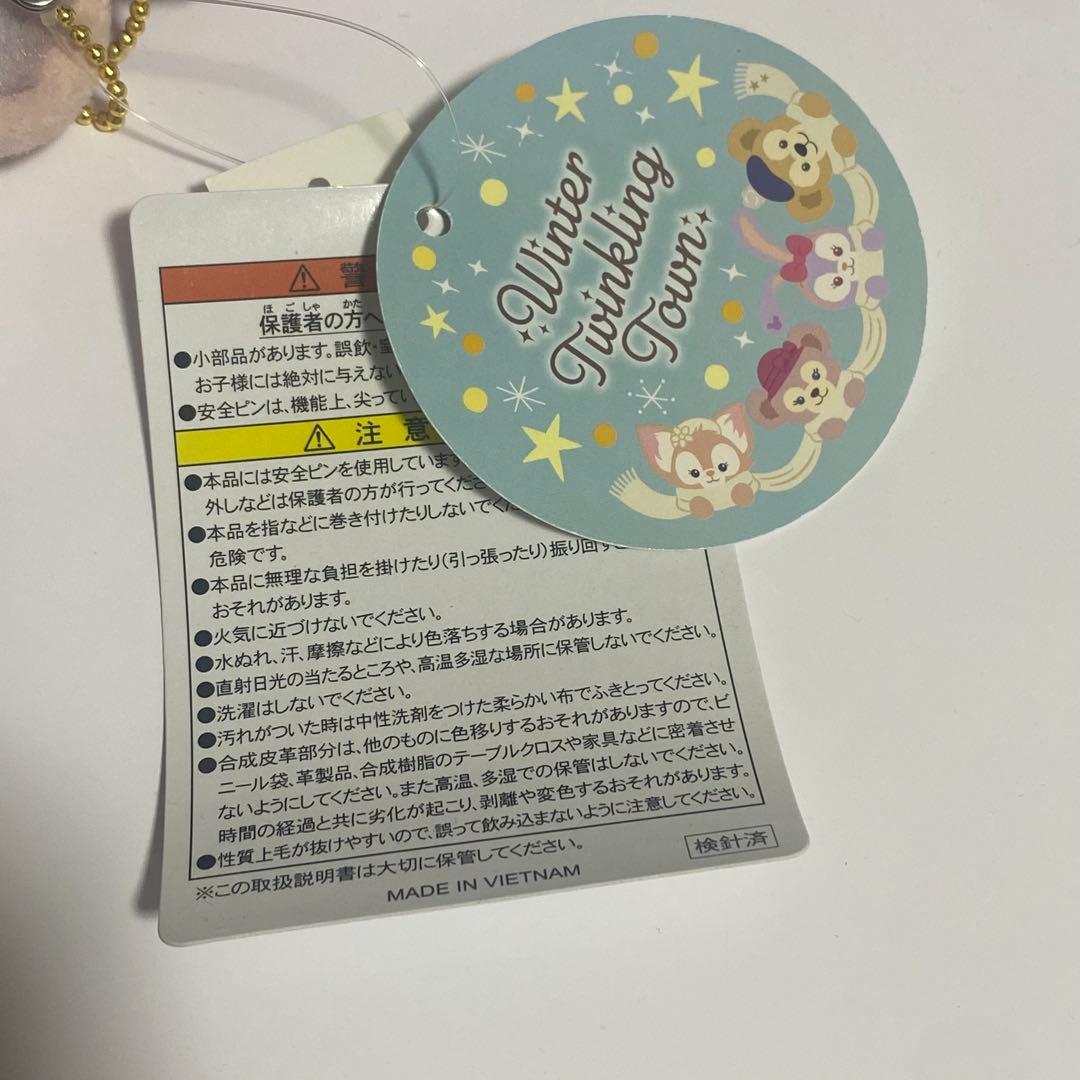 Winter
Twinkling
Town
警
ほごしゃ かた
保護者の方へ
●小部品があります。誤飲・窒
お子様には絶対に与えない
●安全ピンは、機能上、尖ってい
注 意
●本品には安全ピンを使用しています
外しなどは保護者の方が行ってくださ
●本品を指などに巻き付けたりしないでくだ
危険です。
●本品に無理な負担を掛けたり(引っ張ったり)振り回すこ
おそれがあります。
●火気に近づけないでください。
●水ぬれ、汗、摩擦などにより色落ちする場合があります。
●直射日光の当たるところや、高温多湿な場所に保管しないでください。
●洗濯はしないでください。
●汚れがついた時は中性洗剤をつけた柔らかい布でふきとってください。
●合成皮革部分は、他のものに色移りするおそれがありますので、ビ
ニール袋、革製品、合成樹脂のテーブルクロスや家具などに密着させ
ないようにしてください。また高温、多湿での保管はしないでください。
時間の経過と共に劣化が起こり、剥離や変色するおそれがあります。
●性質上毛が抜けやすいので、誤って飲み込まないように注意してください。
※この取扱説明書は大切に保管してください。
検針済
MADE IN VIETNAM